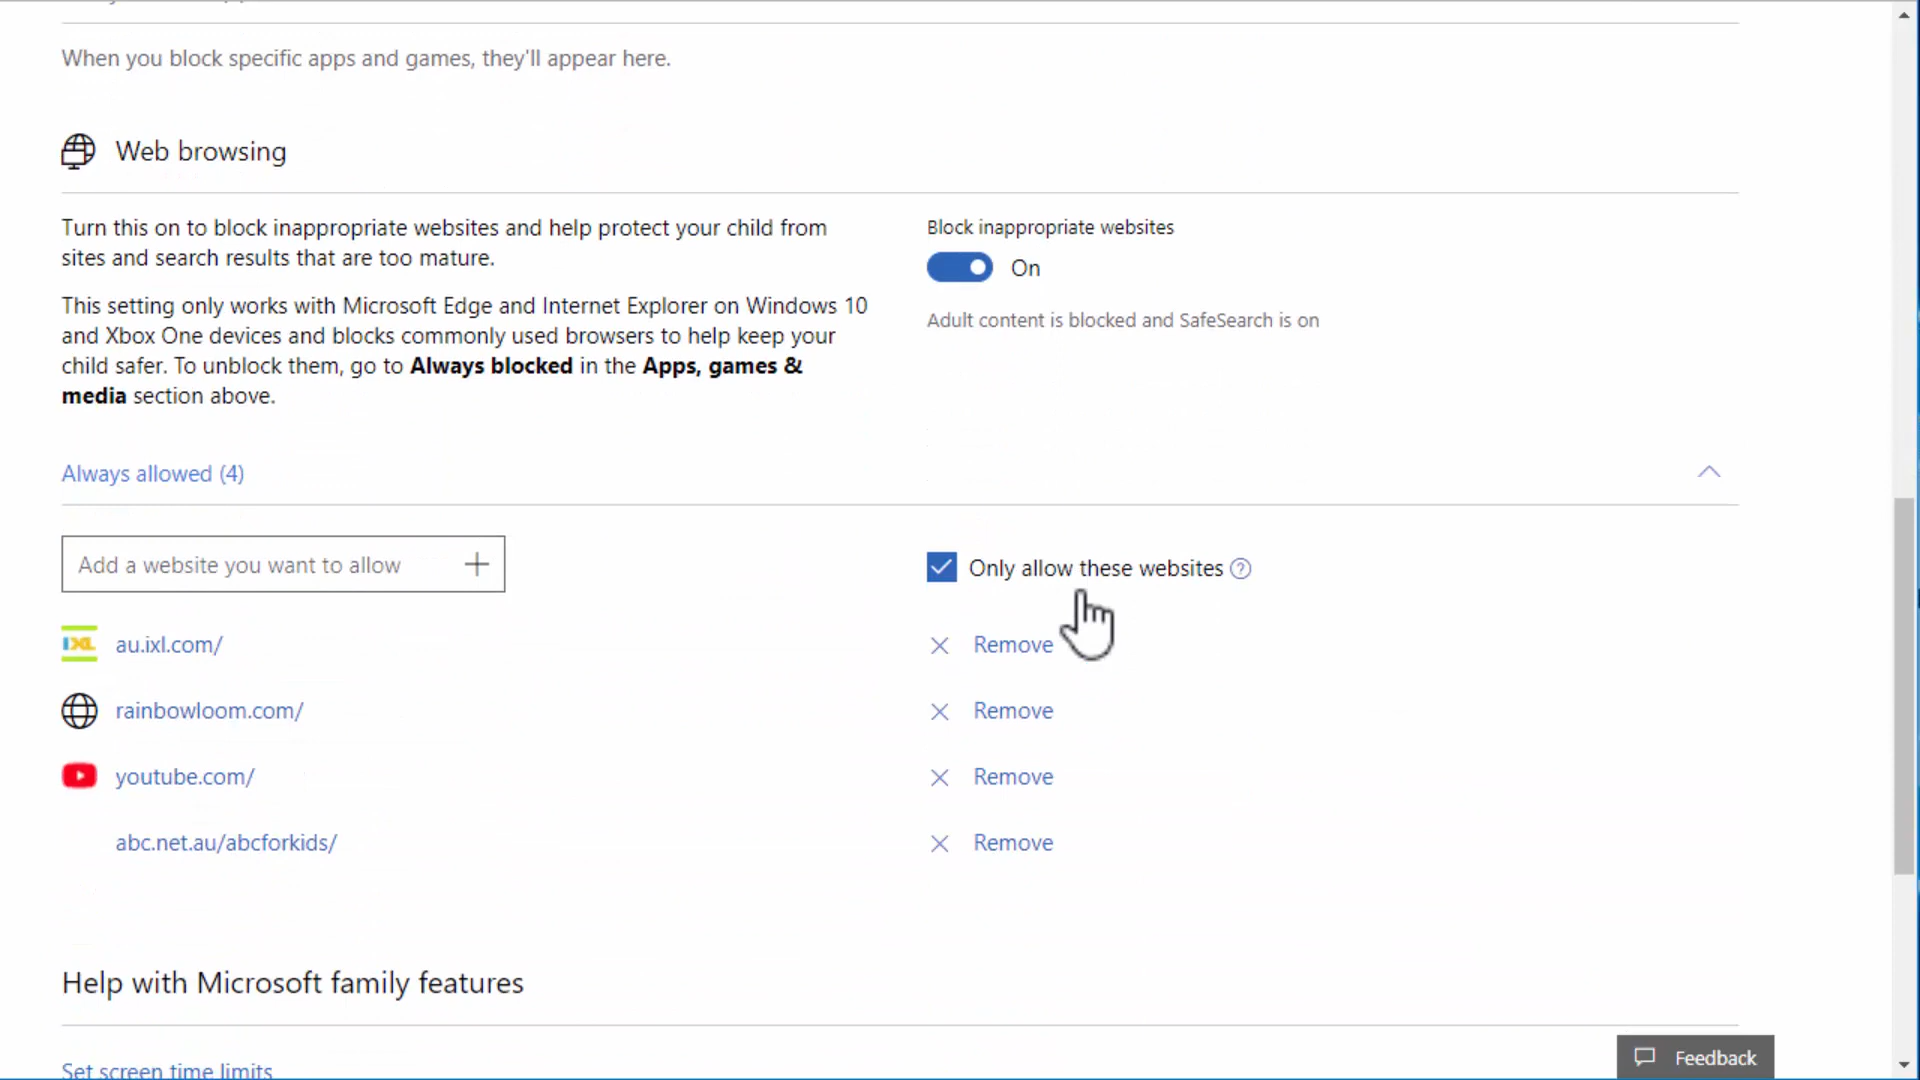 When you block specific apps and games, they'll appear here.
Web browsing
Turn this on to block inappropriate websites and help protect your child from
sites and search results that are too mature.
This setting only works with Microsoft Edge and Internet Explorer on Windows 10
and Xbox One devices and blocks commonly used browsers to help keep your
child safer. To unblock them, go to Always blocked in the Apps, games &
media section above.
Block inappropriate websites
On
Adult content is blocked and SafeSearch is on
Always allowed (4)
Add a website you want to allow
Only allow these websites ?
IXL au.ixl.com/ Remove
rainbowloom.com/ Remove
youtube.com/ Remove
abc.net.au/abcforkids/ Remove
Help with Microsoft family features
Set screen time limits
Feedback